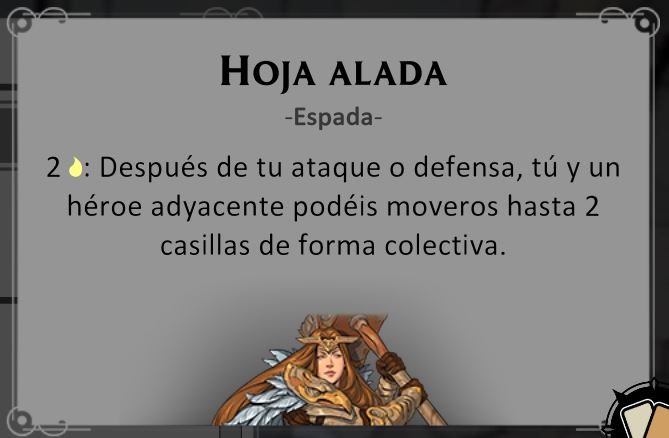 Hoja alada
-Espada-
2 : Después de tu ataque o defensa, tú y un
héroe adyacente podéis moveros hasta 2
casillas de forma colectiva.